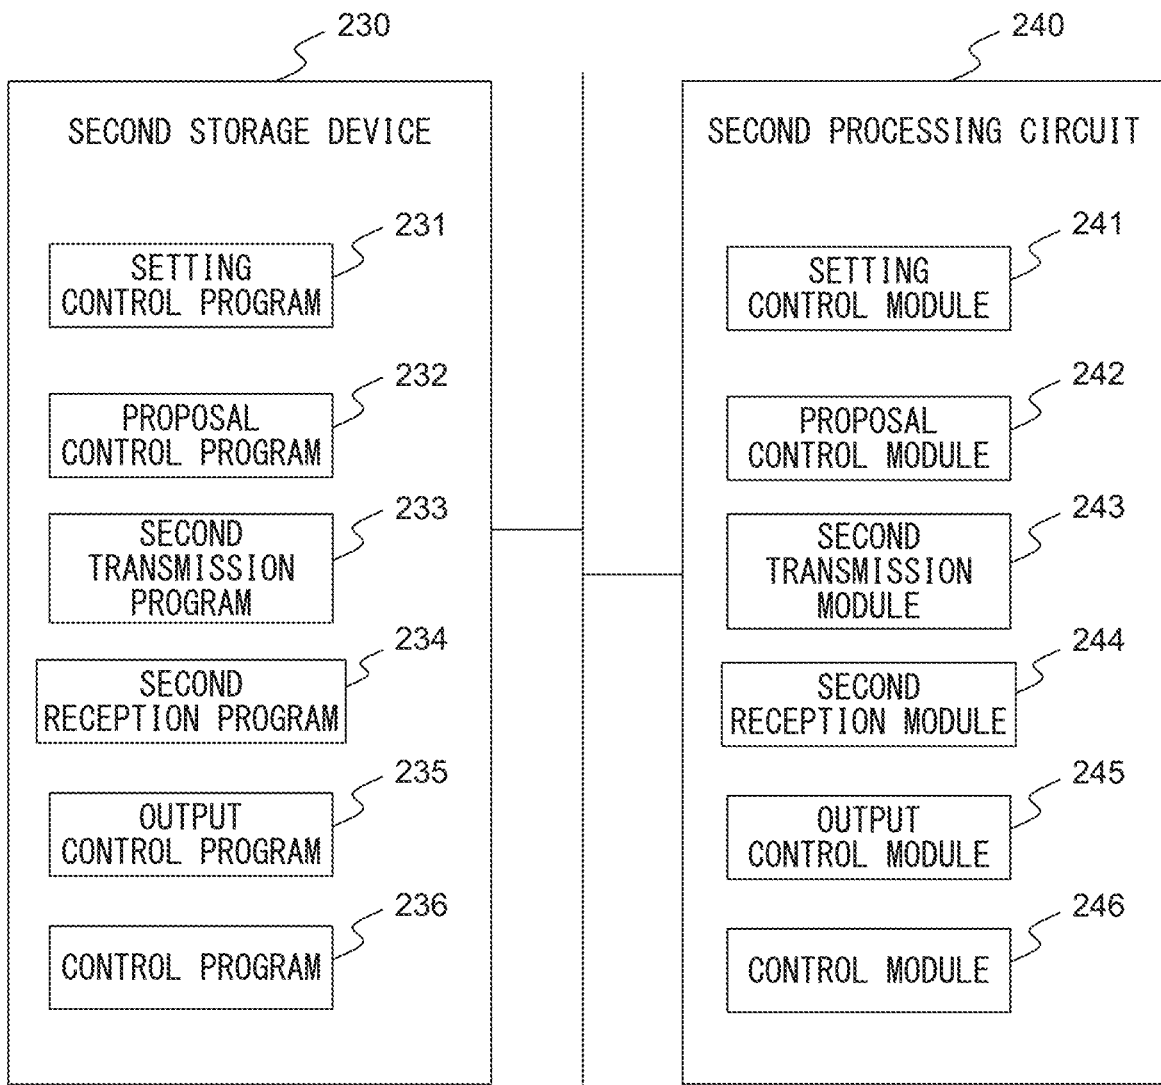 230
SECOND STORAGE DEVICE
231
SETTING
CONTROL PROGRAM
232
PROPOSAL
CONTROL PROGRAM
233
SECOND
TRANSMISSION
PROGRAM
234
SECOND
RECEPTION PROGRAM
235
OUTPUT
CONTROL PROGRAM
236
CONTROL PROGRAM
240
SECOND PROCESSING CIRCUIT
241
SETTING
CONTROL MODULE
242
PROPOSAL
CONTROL MODULE
243
SECOND
TRANSMISSION
MODULE
244
SECOND
RECEPTION MODULE
245
OUTPUT
CONTROL MODULE
246
CONTROL MODULE